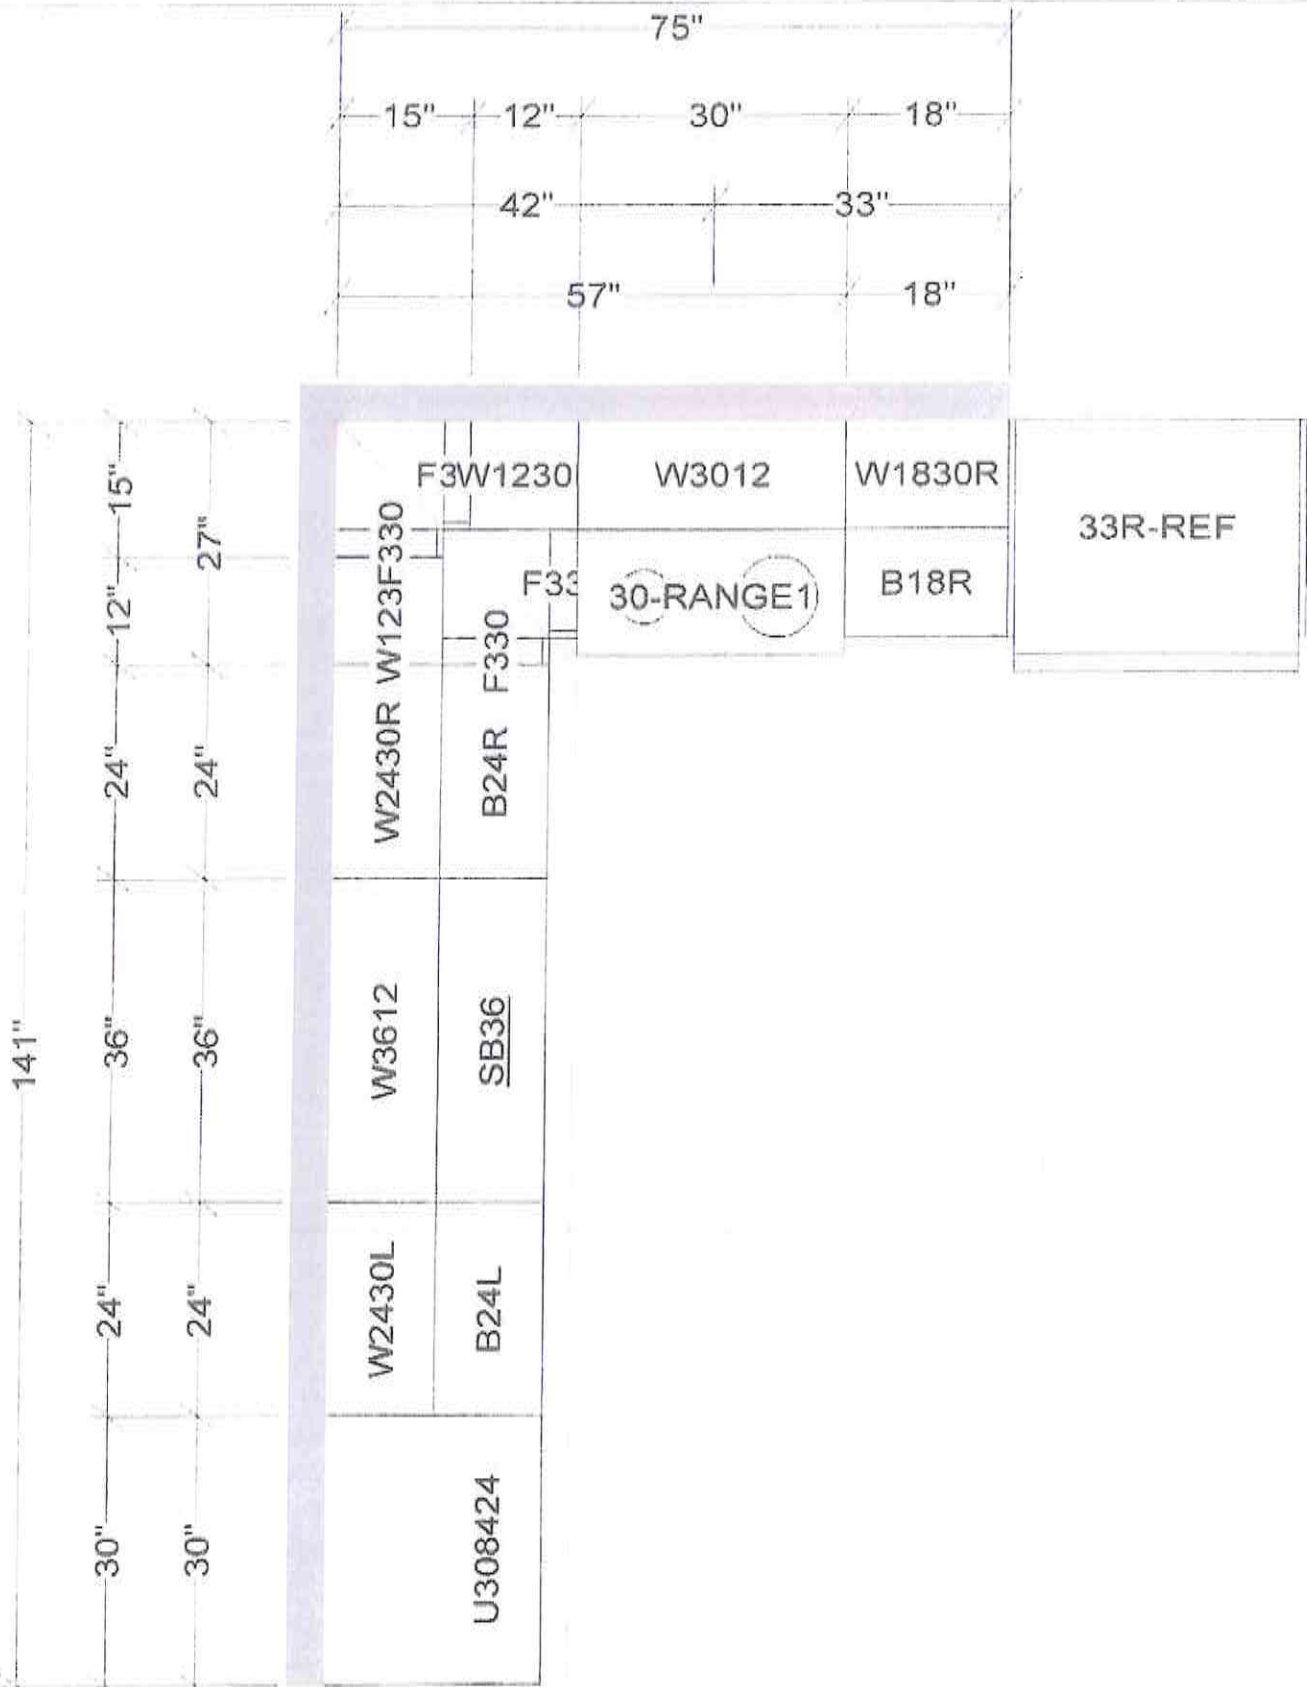 75"
15" 12" 30" 18"
42" 33"
57" 18"
F3 W1230 W3012 W1830R
33R-REF
F33 30-RANGE1 B18R
15" 27" W123F330
12" F330
24" 24" W2430R B24R
141" 36" 36" W3612 SB36
24" 24" W2430L B24L
30" 30" U308424